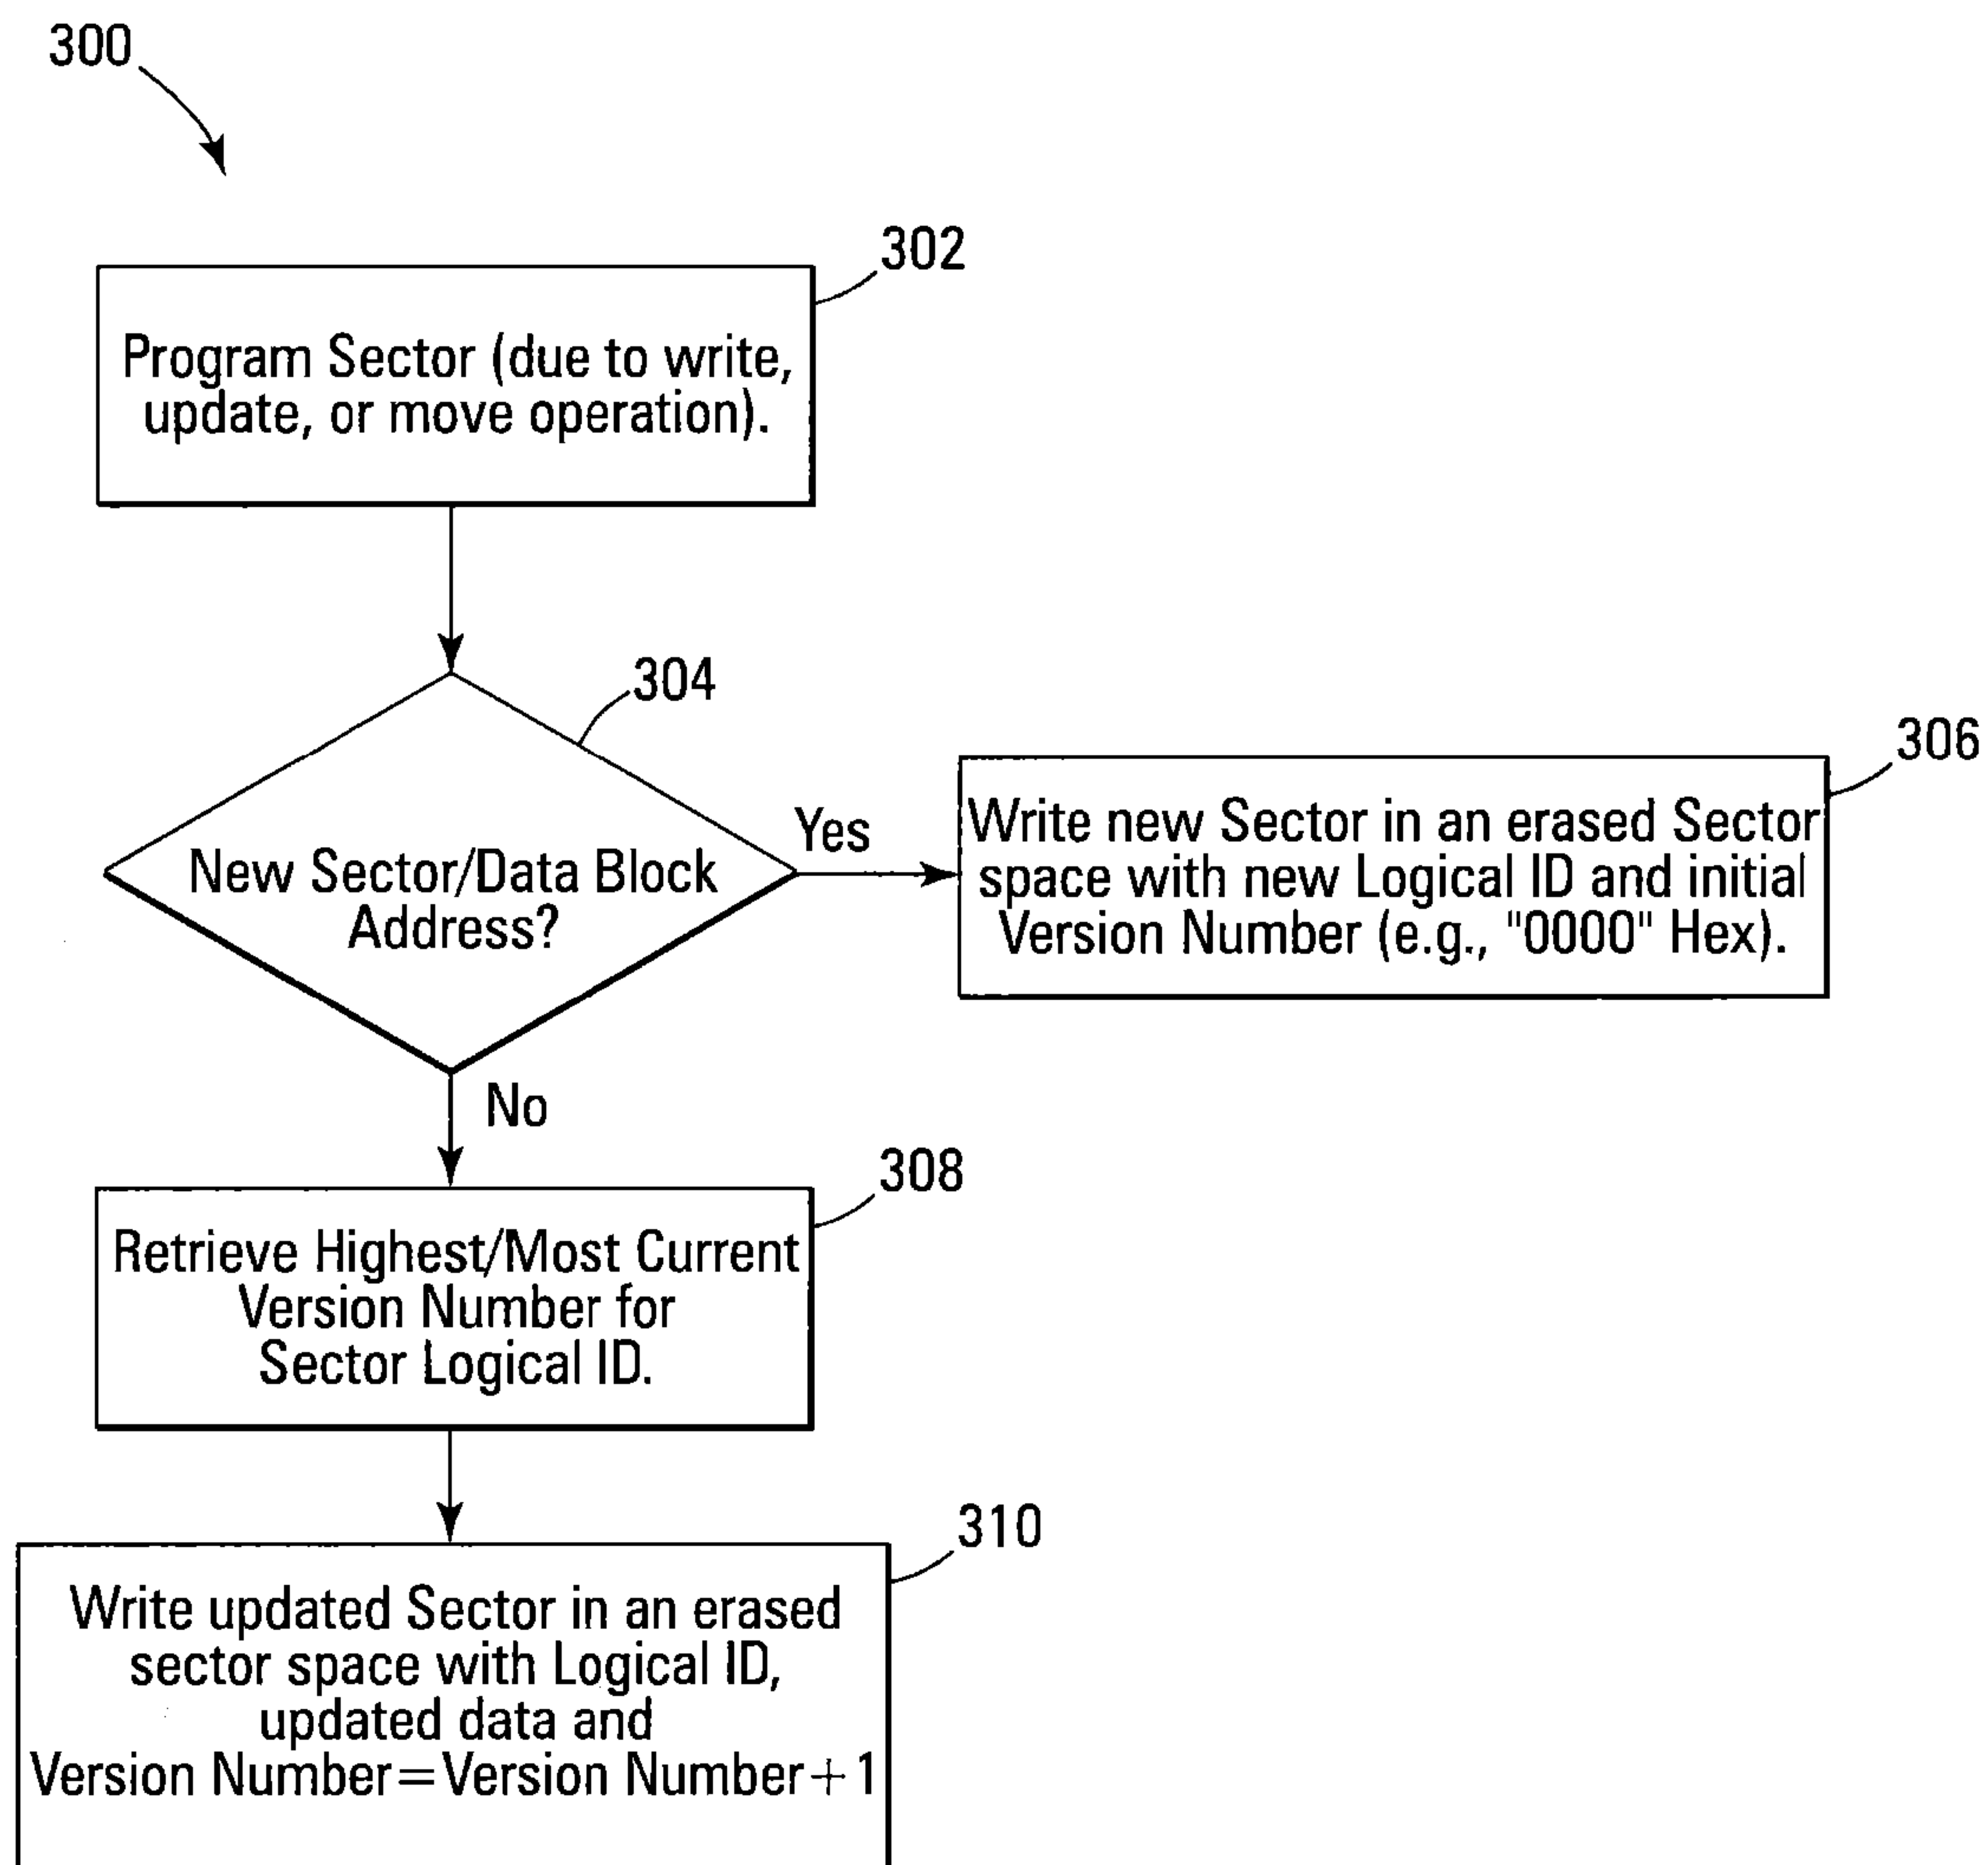 300
302
Program Sector (due to write,
update, or move operation).
304
New Sector/Data Block
Address?
Yes
306
Write new Sector in an erased Sector
space with new Logical ID and initial
Version Number (e.g., "0000" Hex).
No
308
Retrieve Highest/Most Current
Version Number for
Sector Logical ID.
310
Write updated Sector in an erased
sector space with Logical ID,
updated data and
Version Number=Version Number+1